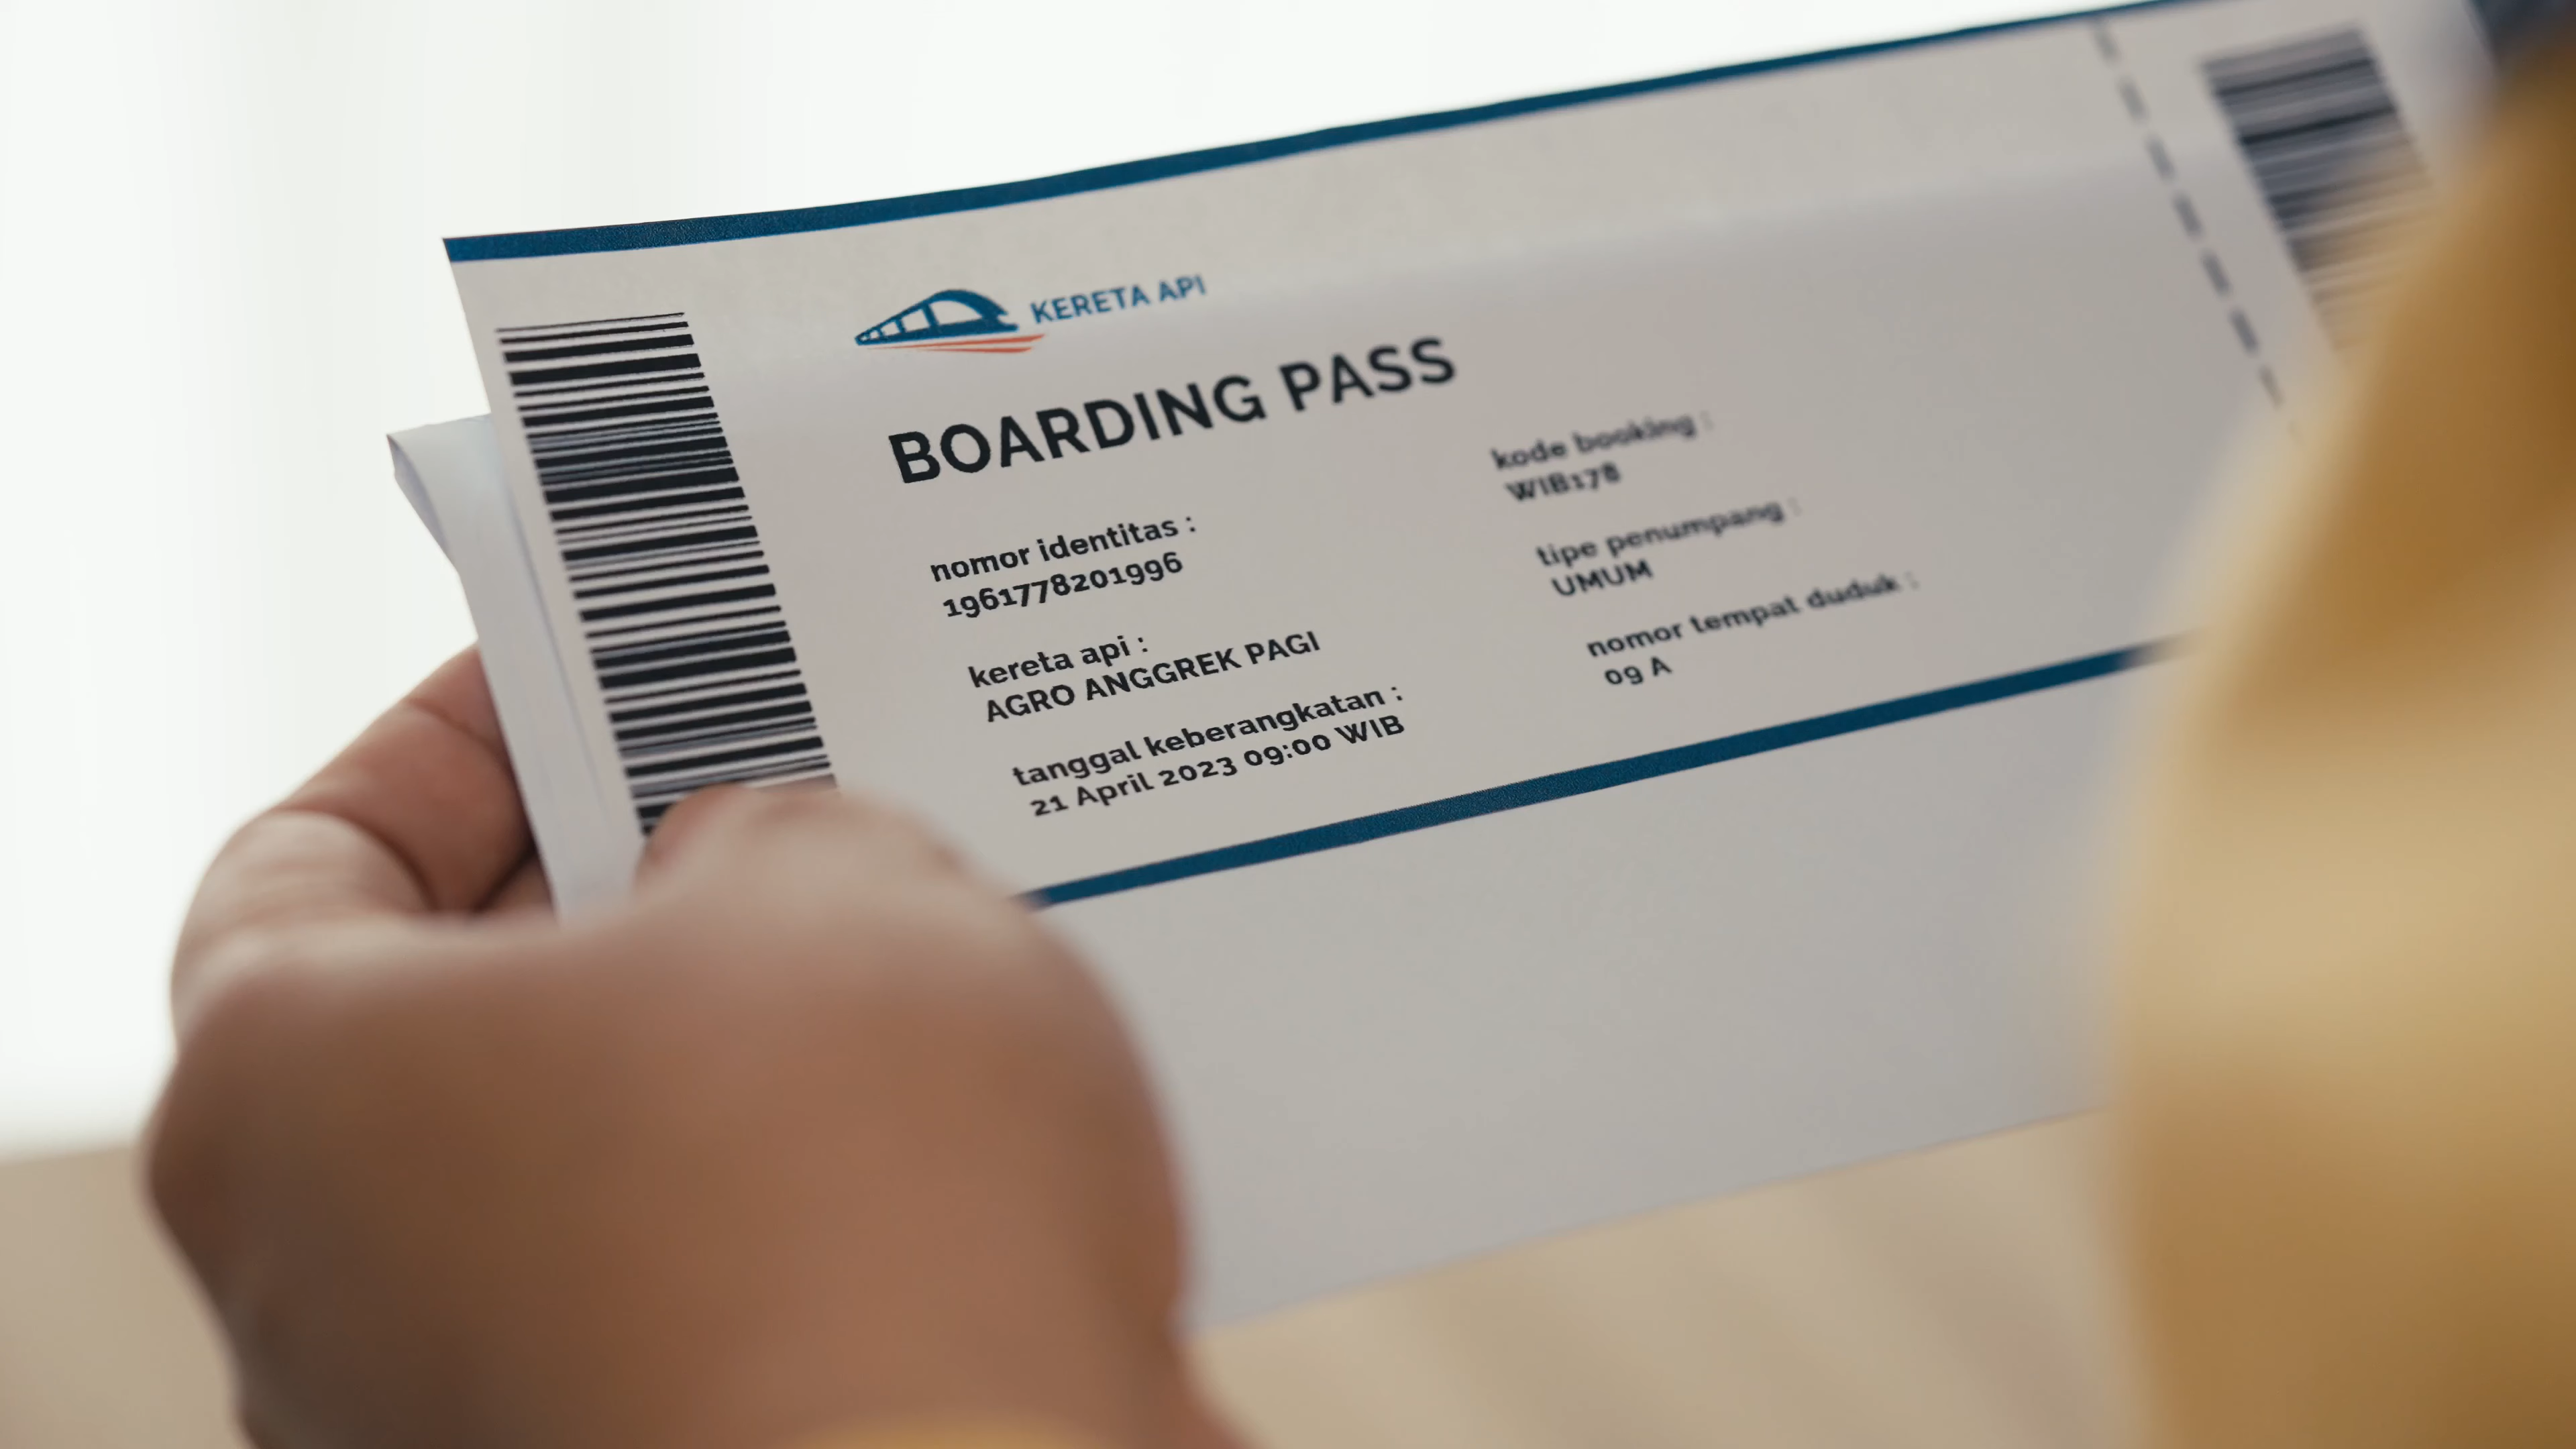 KERETA API
BOARDING PASS
nomor identitas :
1961778201996
kereta api :
AGRO ANGGREK PAGI
tanggal keberangkatan :
21 April 2023 09:00 WIB
kode booking :
WIB178
tipe penumpang :
UMUM
nomor tempat duduk :
09 A